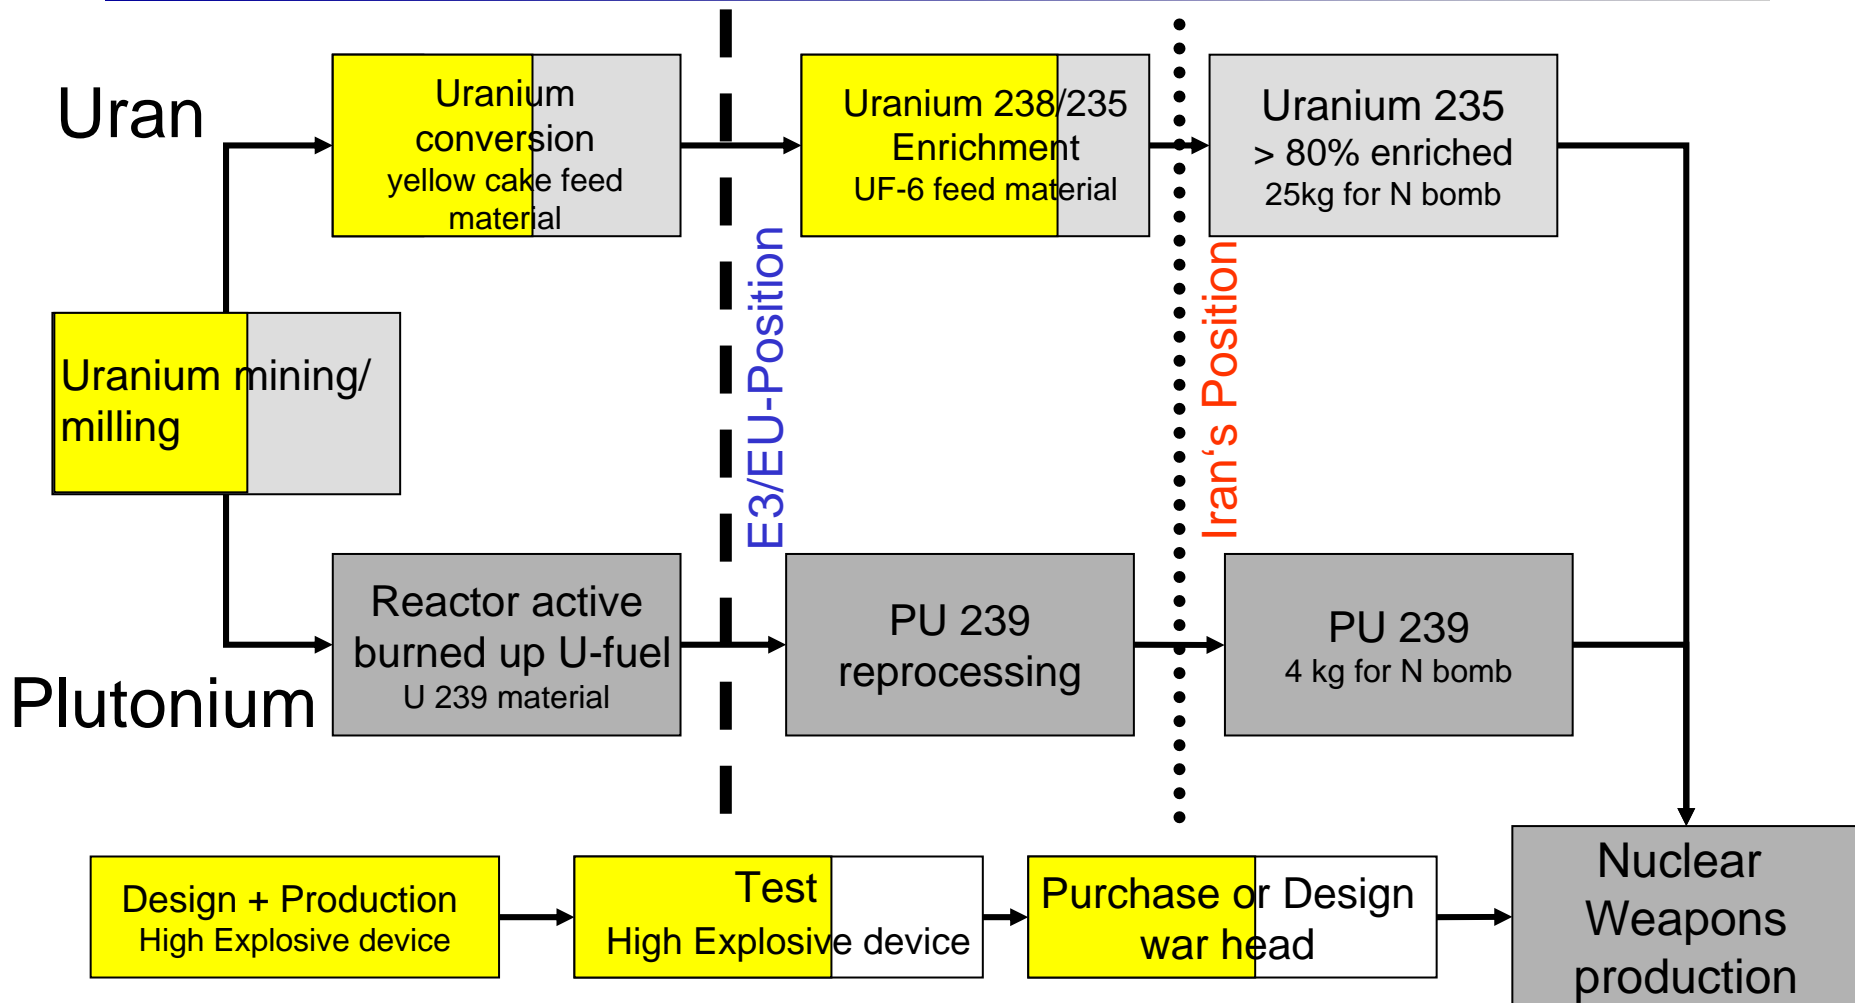 Uran
Uranium
conversion
yellow cake feed
material
Uranium 238/235
Enrichment
UF-6 feed material
Uranium 235
> 80% enriched
25kg for N bomb
E3/EU-Position
Iran‘s Position
Uranium mining/
milling
Plutonium
Reactor active
burned up U-fuel
U 239 material
PU 239
reprocessing
PU 239
4 kg for N bomb
Design + Production
High Explosive device
Test
High Explosive device
Purchase or Design
war head
Nuclear
Weapons
production